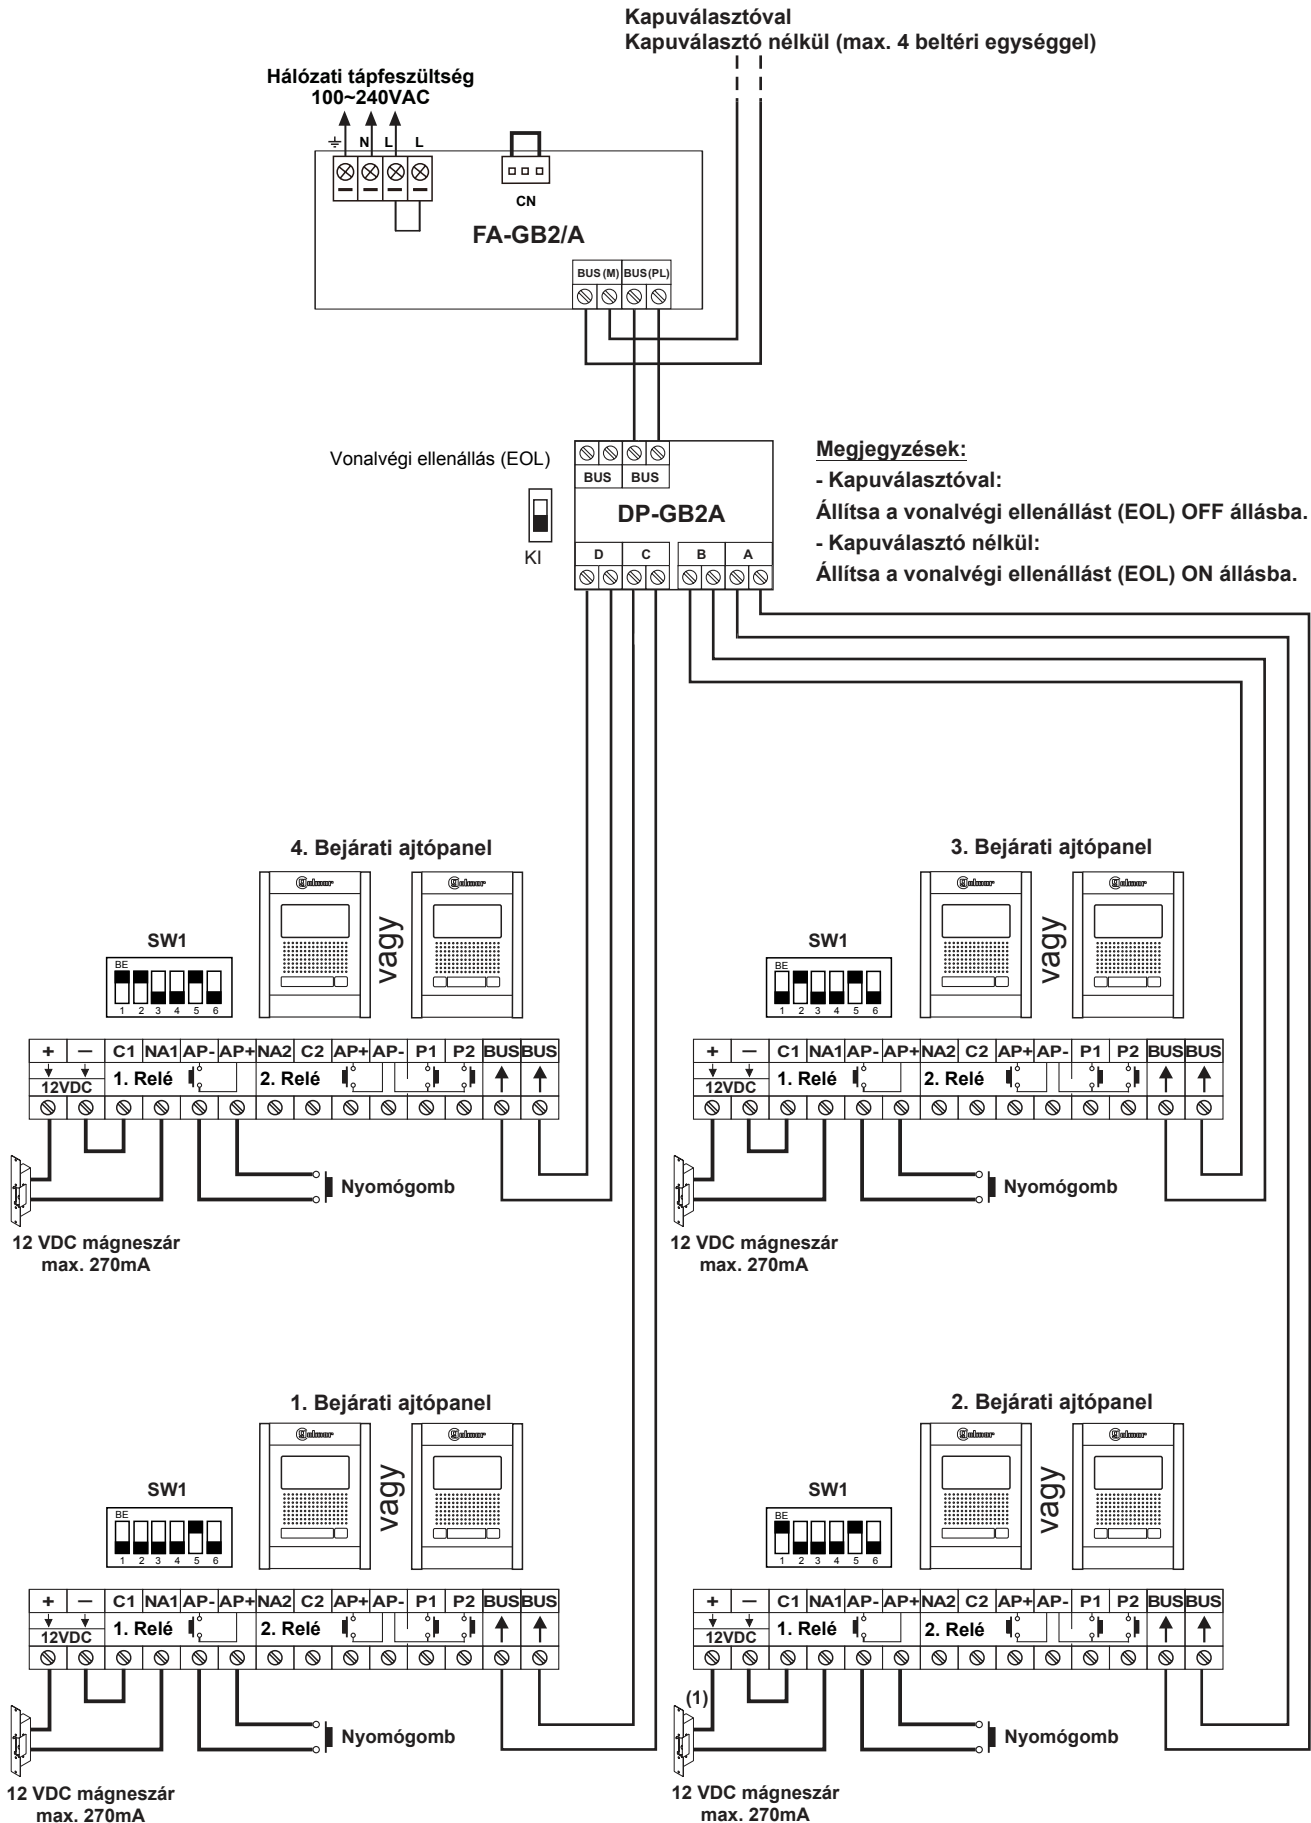 Kapuválasztóval
Kapuválasztó nélkül (max. 4 beltéri egységgel)
Hálózati tápfeszültség
100~240VAC
N L L
CN
FA-GB2/A
BUS (M) BUS (PL)
Vonalvégi ellenállás (EOL)
KI
BUS BUS
DP-GB2A
D C B A
Megjegyzések:
- Kapuválasztóval:
Állítsa a vonalvégi ellenállást (EOL) OFF állásba.
- Kapuválasztó nélkül:
Állítsa a vonalvégi ellenállást (EOL) ON állásba.
4. Bejárati ajtópanel
Golmar Golmar
vagy
SW1
BE
1 2 3 4 5 6
+ — C1 NA1 AP- AP+ NA2 C2 AP+ AP- P1 P2 BUS BUS
12VDC 1. Relé 2. Relé
Nyomógomb
12 VDC mágneszár
max. 270mA
3. Bejárati ajtópanel
Golmar Golmar
vagy
SW1
BE
1 2 3 4 5 6
+ — C1 NA1 AP- AP+ NA2 C2 AP+ AP- P1 P2 BUS BUS
12VDC 1. Relé 2. Relé
Nyomógomb
12 VDC mágneszár
max. 270mA
1. Bejárati ajtópanel
Golmar Golmar
vagy
SW1
BE
1 2 3 4 5 6
+ — C1 NA1 AP- AP+ NA2 C2 AP+ AP- P1 P2 BUS BUS
12VDC 1. Relé 2. Relé
Nyomógomb
12 VDC mágneszár
max. 270mA
2. Bejárati ajtópanel
Golmar Golmar
vagy
SW1
BE
1 2 3 4 5 6
+ — C1 NA1 AP- AP+ NA2 C2 AP+ AP- P1 P2 BUS BUS
12VDC 1. Relé 2. Relé
(1)
Nyomógomb
12 VDC mágneszár
max. 270mA